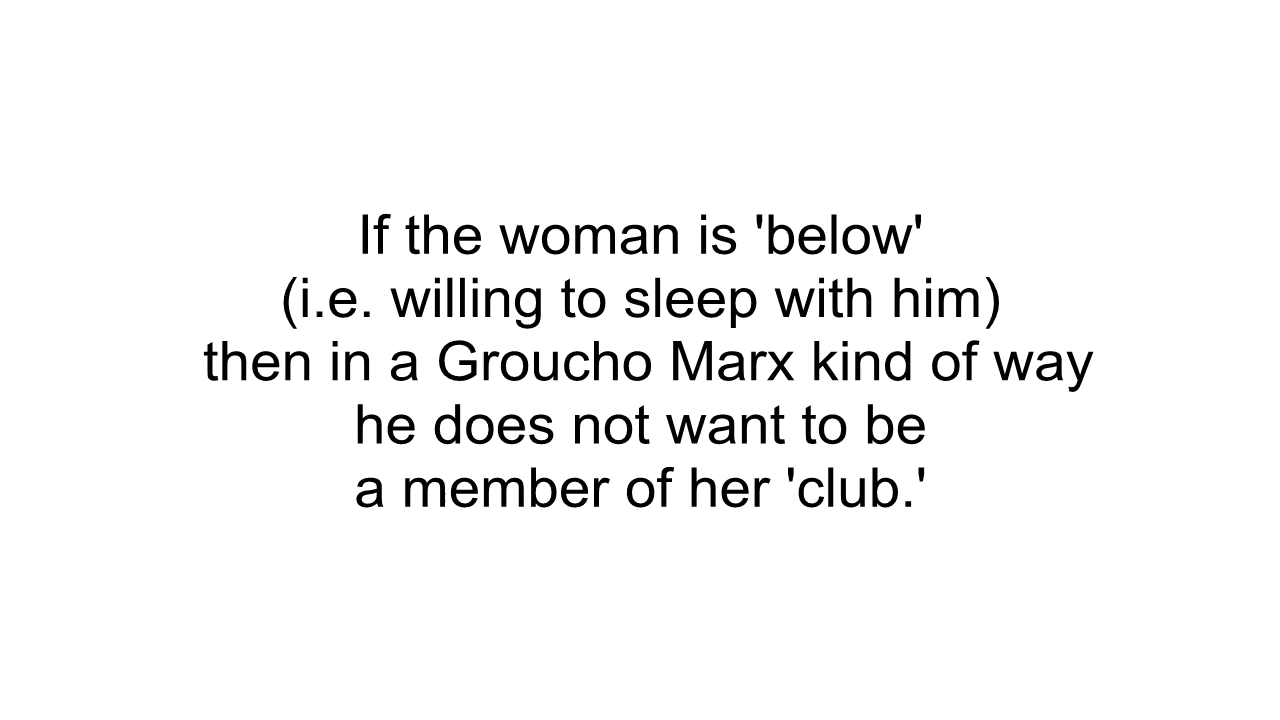 If the woman is 'below'
(i.e. willing to sleep with him)
then in a Groucho Marx kind of way
he does not want to be
a member of her 'club.'